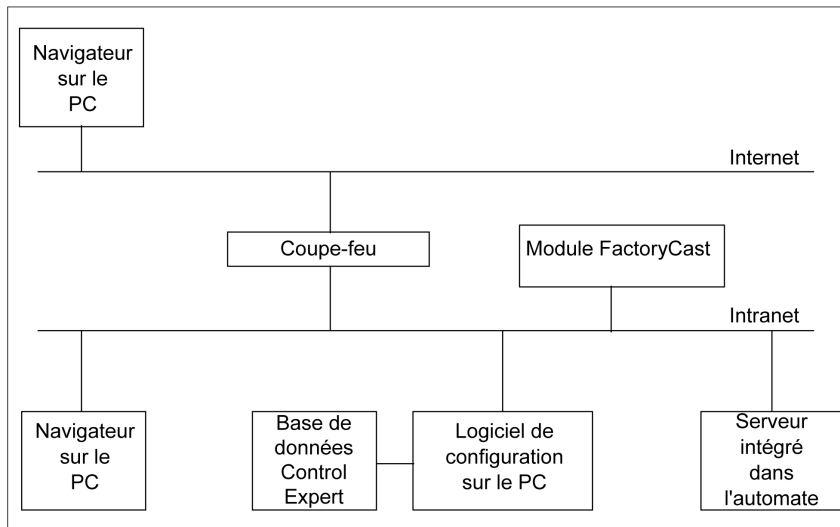 Navigateur
sur le
PC
Internet
Coupe-feu
Module FactoryCast
Intranet
Navigateur
sur le
PC
Base de
données
Control
Expert
Logiciel de
configuration
sur le PC
Serveur
intégré
dans
l'automate